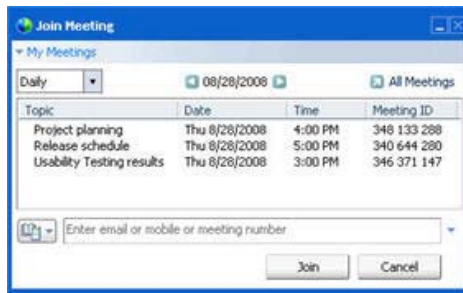 Join Meeting
My Meetings
Daily 08/28/2008 All Meetings
Topic Date Time Meeting ID
Project planning Thu 8/28/2008 4:00 PM 348 133 288
Release schedule Thu 8/28/2008 5:00 PM 340 644 280
Usability Testing results Thu 8/28/2008 3:00 PM 346 371 147
Enter email or mobile or meeting number
Join Cancel